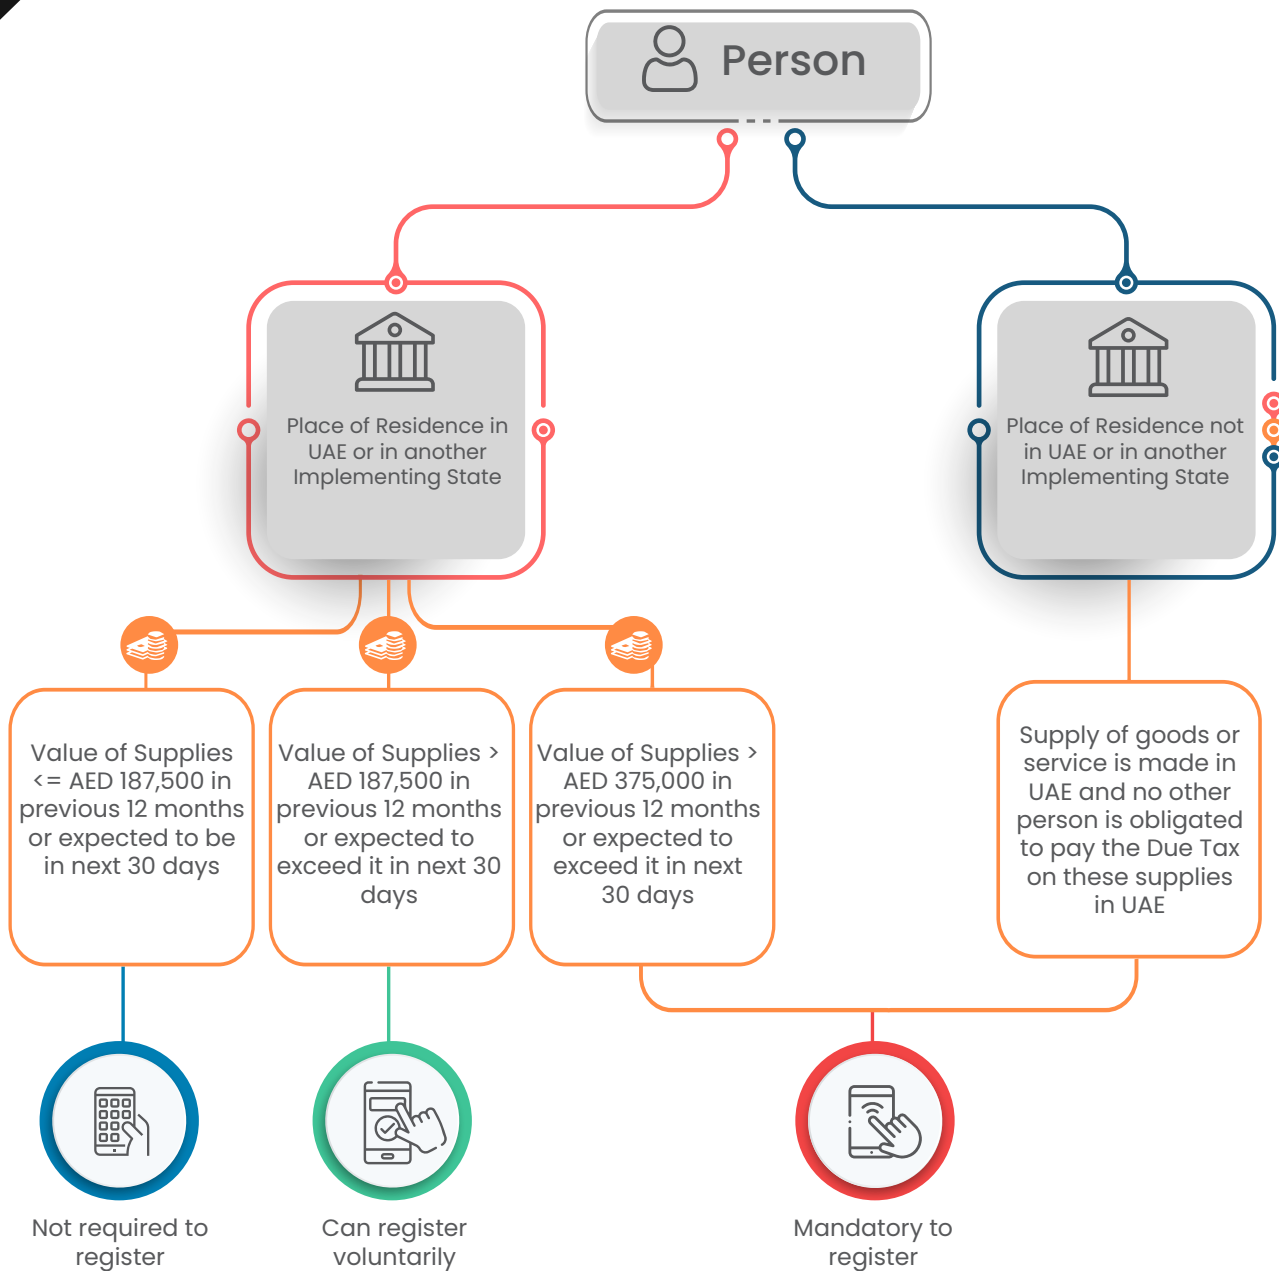 Person
Place of Residence in
UAE or in another
Implementing State
Place of Residence not
in UAE or in another
Implementing State
Value of Supplies
<= AED 187,500 in
previous 12 months
or expected to be
in next 30 days
Value of Supplies >
AED 187,500 in
previous 12 months
or expected to
exceed it in next 30
days
Value of Supplies >
AED 375,000 in
previous 12 months
or expected to
exceed it in next
30 days
Supply of goods or
service is made in
UAE and no other
person is obligated
to pay the Due Tax
on these supplies
in UAE
Not required to
register
Can register
voluntarily
Mandatory to
register